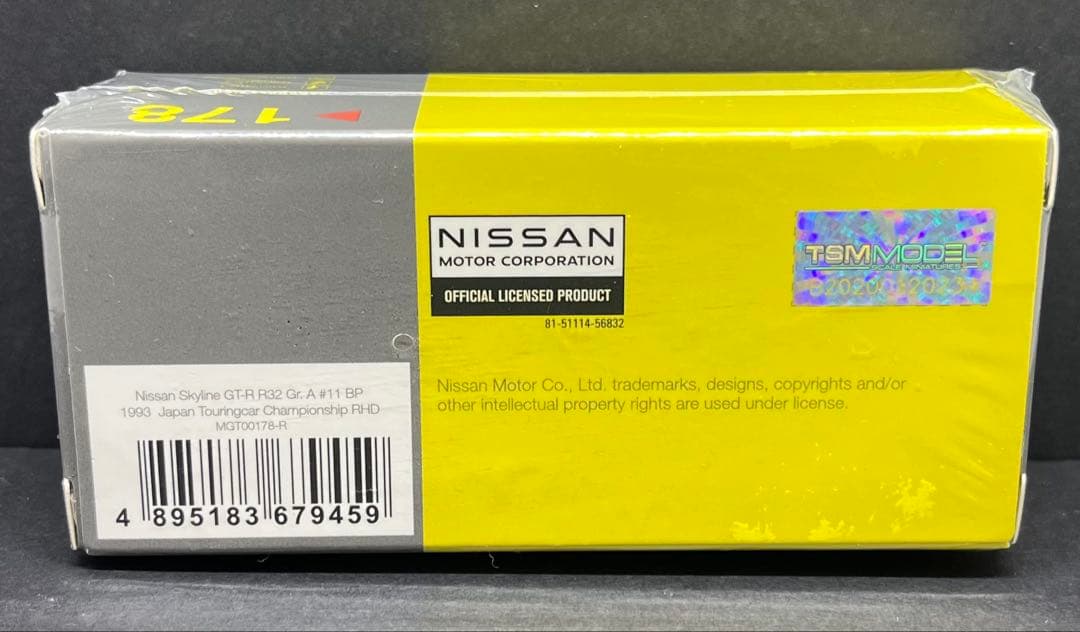 178
NISSAN
MOTOR CORPORATION
OFFICIAL LICENSED PRODUCT
81-51114-56832
TSMMODEL
SCALE MINIATURES
Nissan Motor Co., Ltd. trademarks, designs, copyrights and/or
other intellectual property rights are used under license.
Nissan Skyline GT-R R32 Gr. A #11 BP
1993 Japan Touringcar Championship RHD
MGT00178-R
4 895183 679459